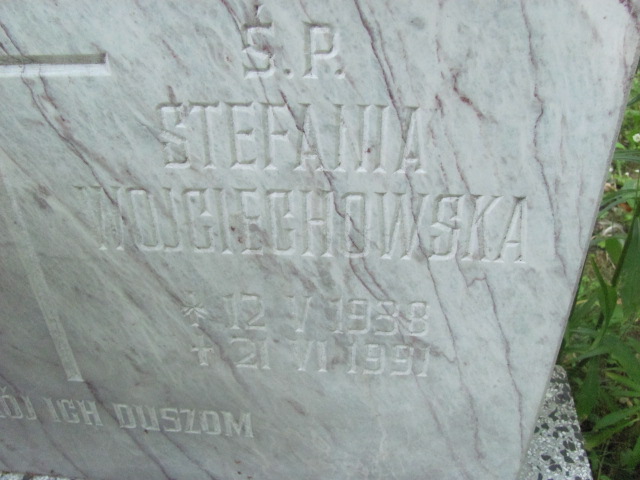 Ś.P.
STEFANIA
WOJCIECHOWSKA
* 12 V 1938
+ 21 VI 1991
ICH DUSZOM